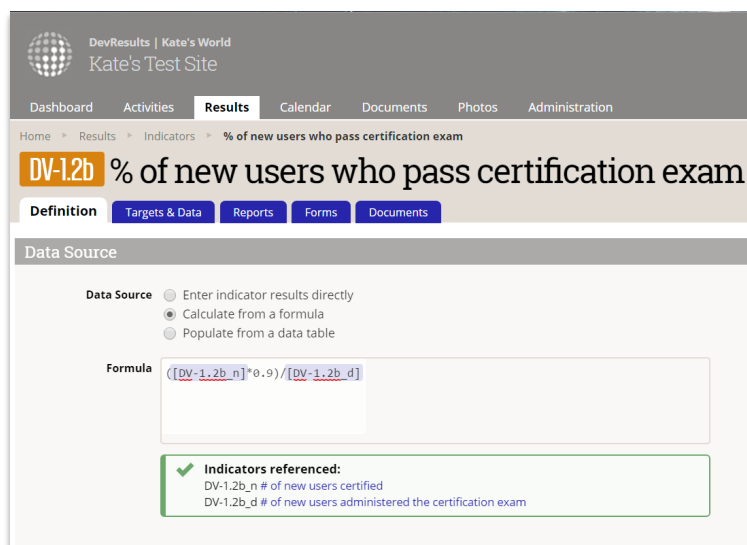 DevResults | Kate's World
Kate's Test Site
Dashboard Activities Results Calendar Documents Photos Administration
Home Results Indicators % of new users who pass certification exam
DV-1.2b % of new users who pass certification exam
Definition Targets & Data Reports Forms Documents
Data Source
Data Source Enter indicator results directly
Calculate from a formula
Populate from a data table
Formula ([DV-1.2b_n]*0.9)/[DV-1.2b_d]
Indicators referenced:
DV-1.2b_n # of new users certified
DV-1.2b_d # of new users administered the certification exam